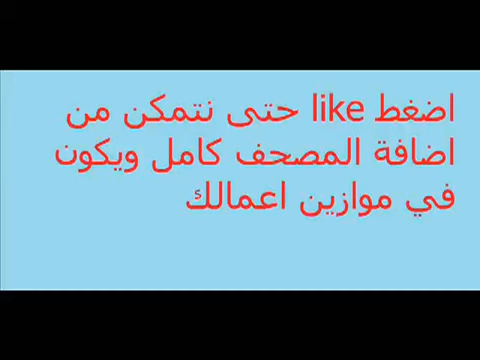 اضغط like حتى نتمكن من
اضافة المصحف كامل ويكون
في موازين اعمالك